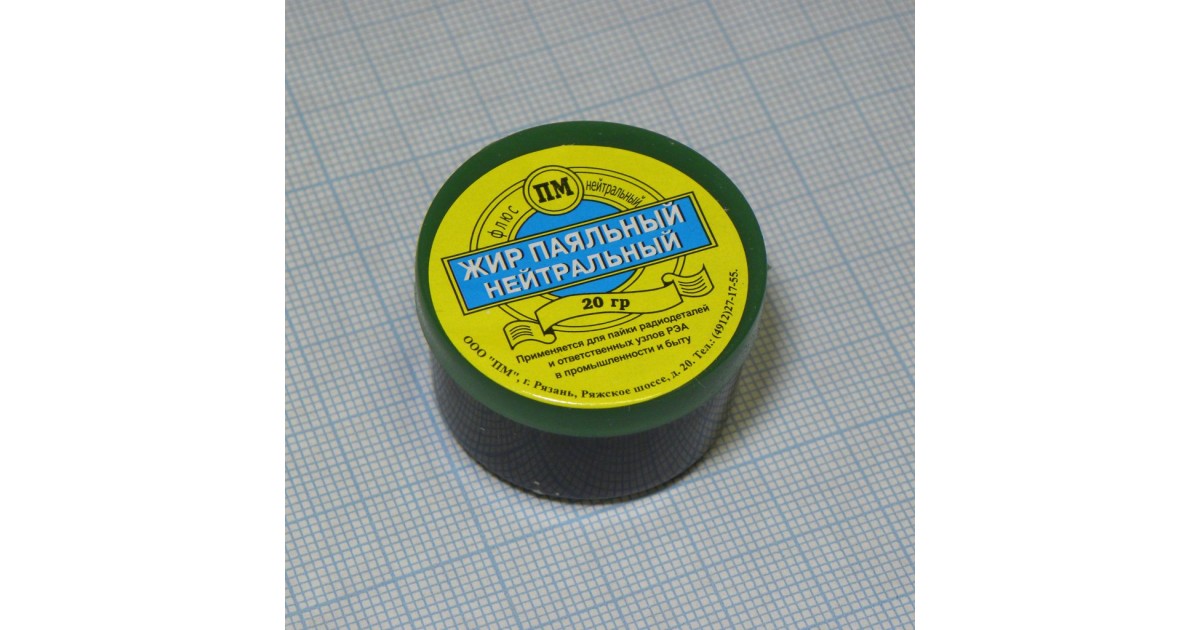 флюс ПМ нейтральный
ЖИР ПАЯЛЬНЫЙ
НЕЙТРАЛЬНЫЙ
20 гр
Применяется для пайки радиодеталей
и ответственных узлов РЭА
в промышленности и быту
ООО "ПМ", г. Рязань, Ряжское шоссе, д. 20. Тел.: (4912)27-17-55.